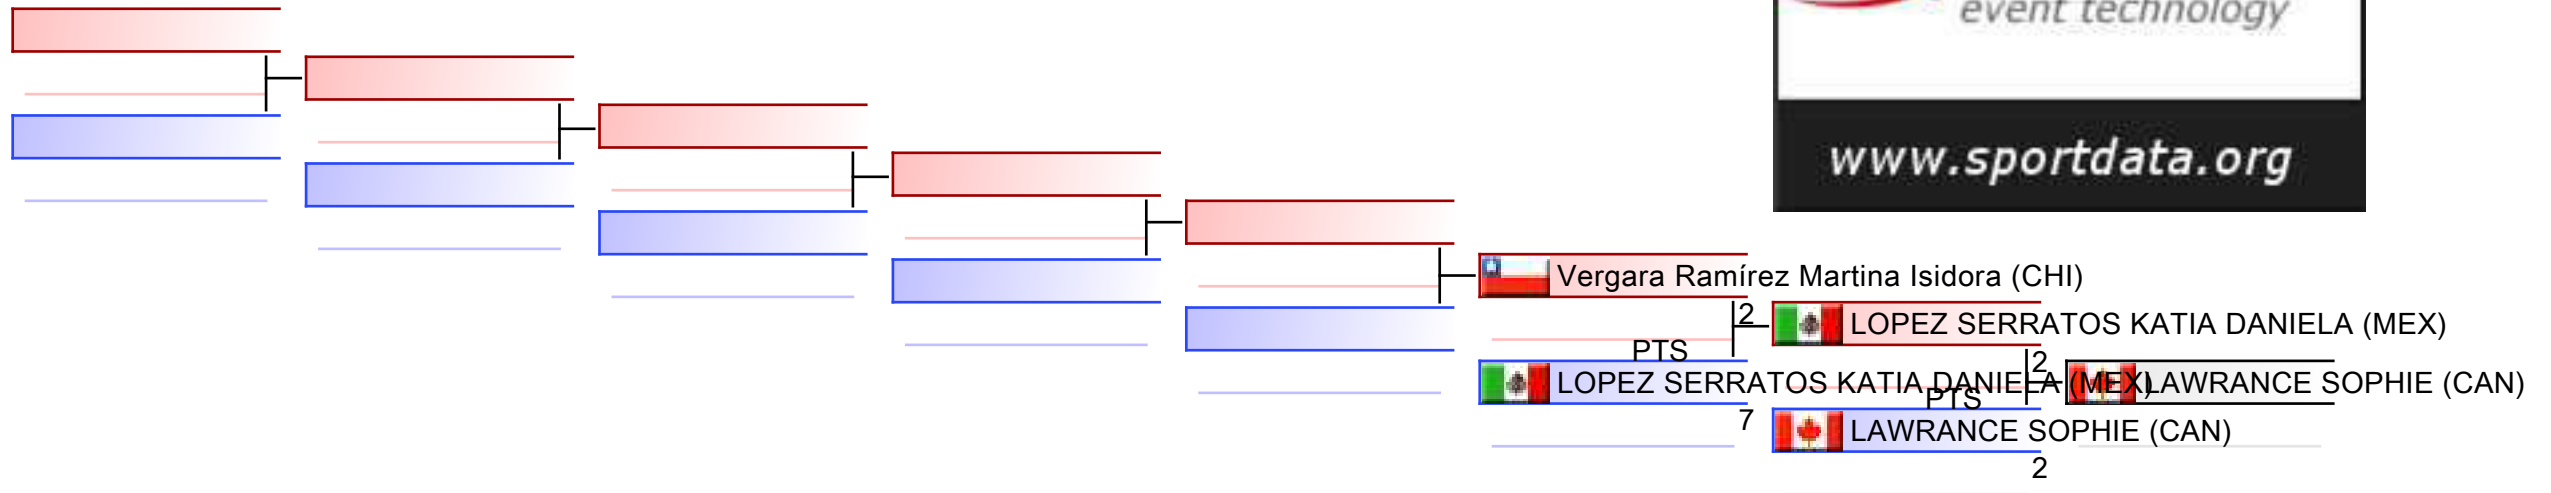 event technology
www.sportdata.org
Vergara Ramírez Martina Isidora (CHI)
2
LOPEZ SERRATOS KATIA DANIELA (MEX)
PTS
2
LOPEZ SERRATOS KATIA DANIELA (MEX)
LAWRANCE SOPHIE (CAN)
PTS
7
LAWRANCE SOPHIE (CAN)
2